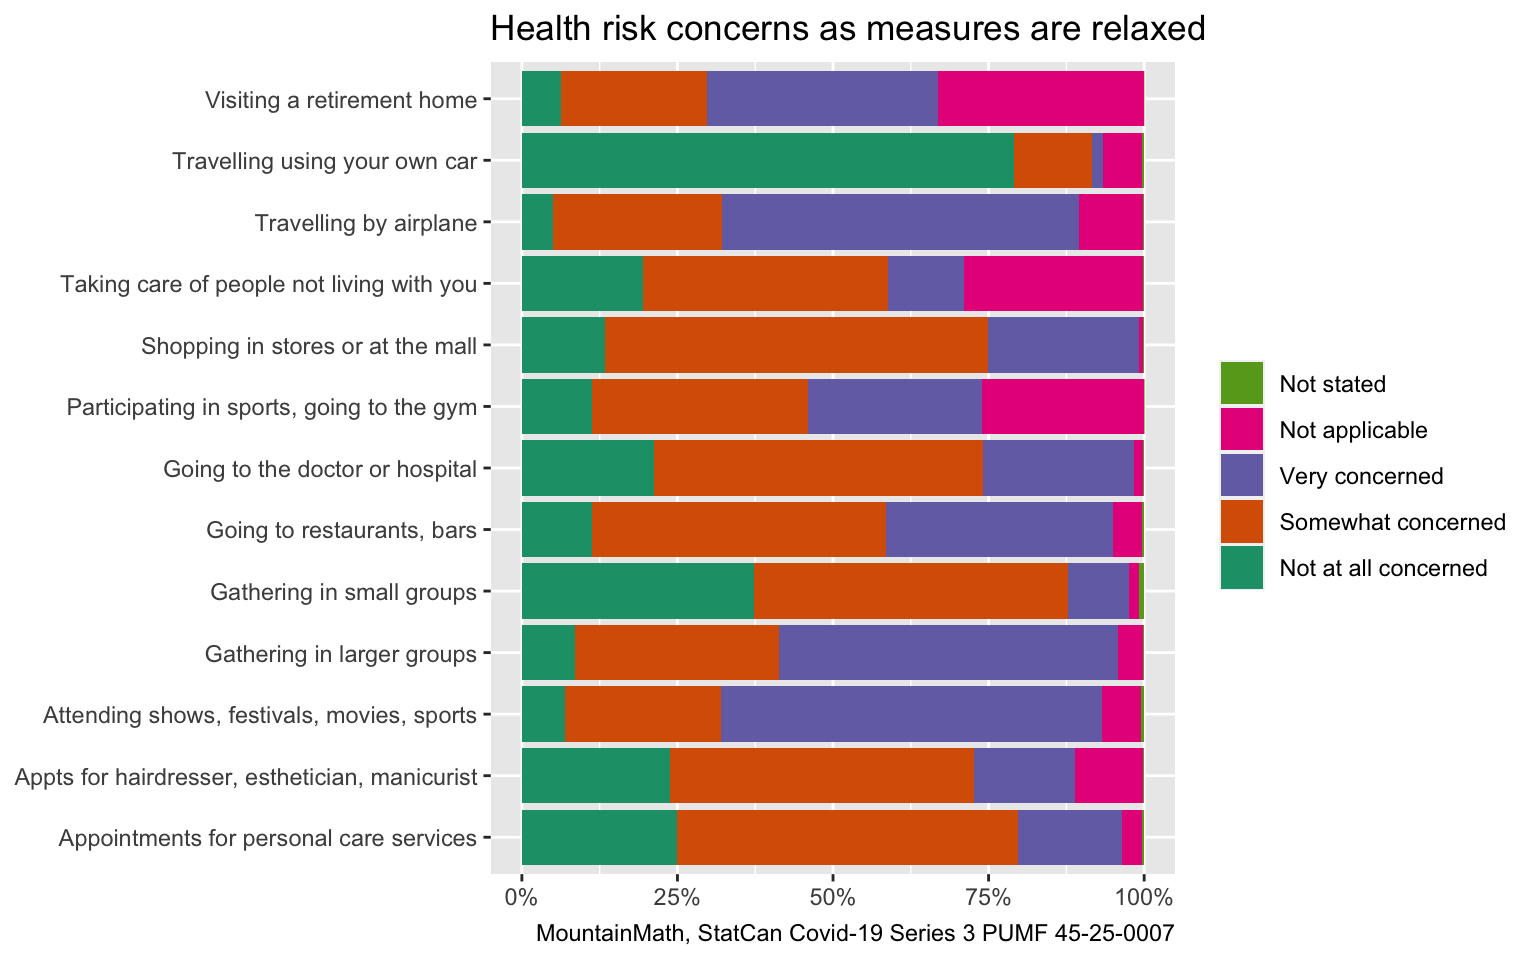 Health risk concerns as measures are relaxed
Visiting a retirement home
Travelling using your own car
Travelling by airplane
Taking care of people not living with you
Shopping in stores or at the mall
Participating in sports, going to the gym
Going to the doctor or hospital
Going to restaurants, bars
Gathering in small groups
Gathering in larger groups
Attending shows, festivals, movies, sports
Appts for hairdresser, esthetician, manicurist
Appointments for personal care services
0% 25% 50% 75% 100%
Not stated
Not applicable
Very concerned
Somewhat concerned
Not at all concerned
MountainMath, StatCan Covid-19 Series 3 PUMF 45-25-0007